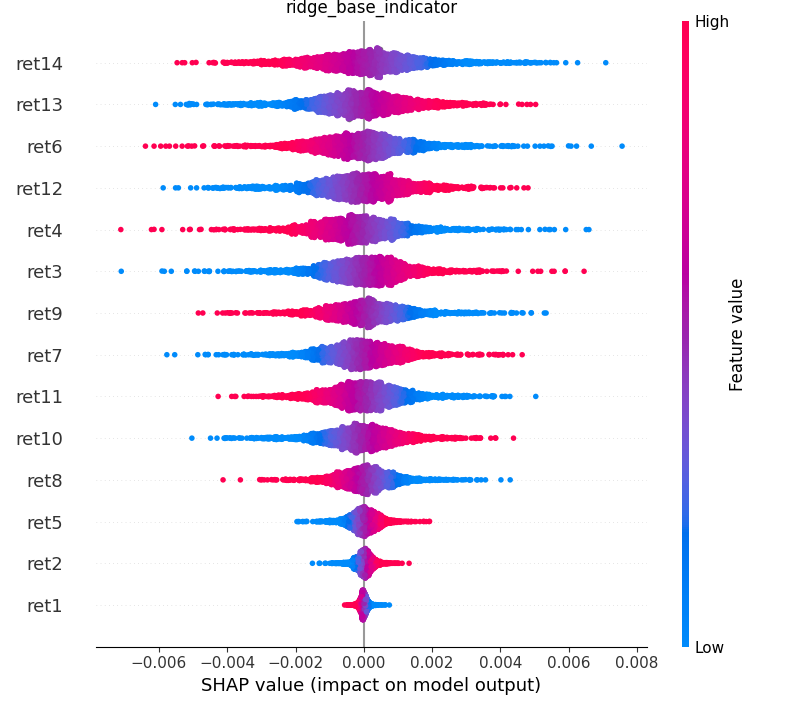 ridge_base_indicator
High
ret14
ret13
ret6
ret12
ret4
ret3
ret9
ret7
ret11
ret10
ret8
ret5
ret2
ret1
Feature value
Low
−0.006 −0.004 −0.002 0.000 0.002 0.004 0.006 0.008
SHAP value (impact on model output)